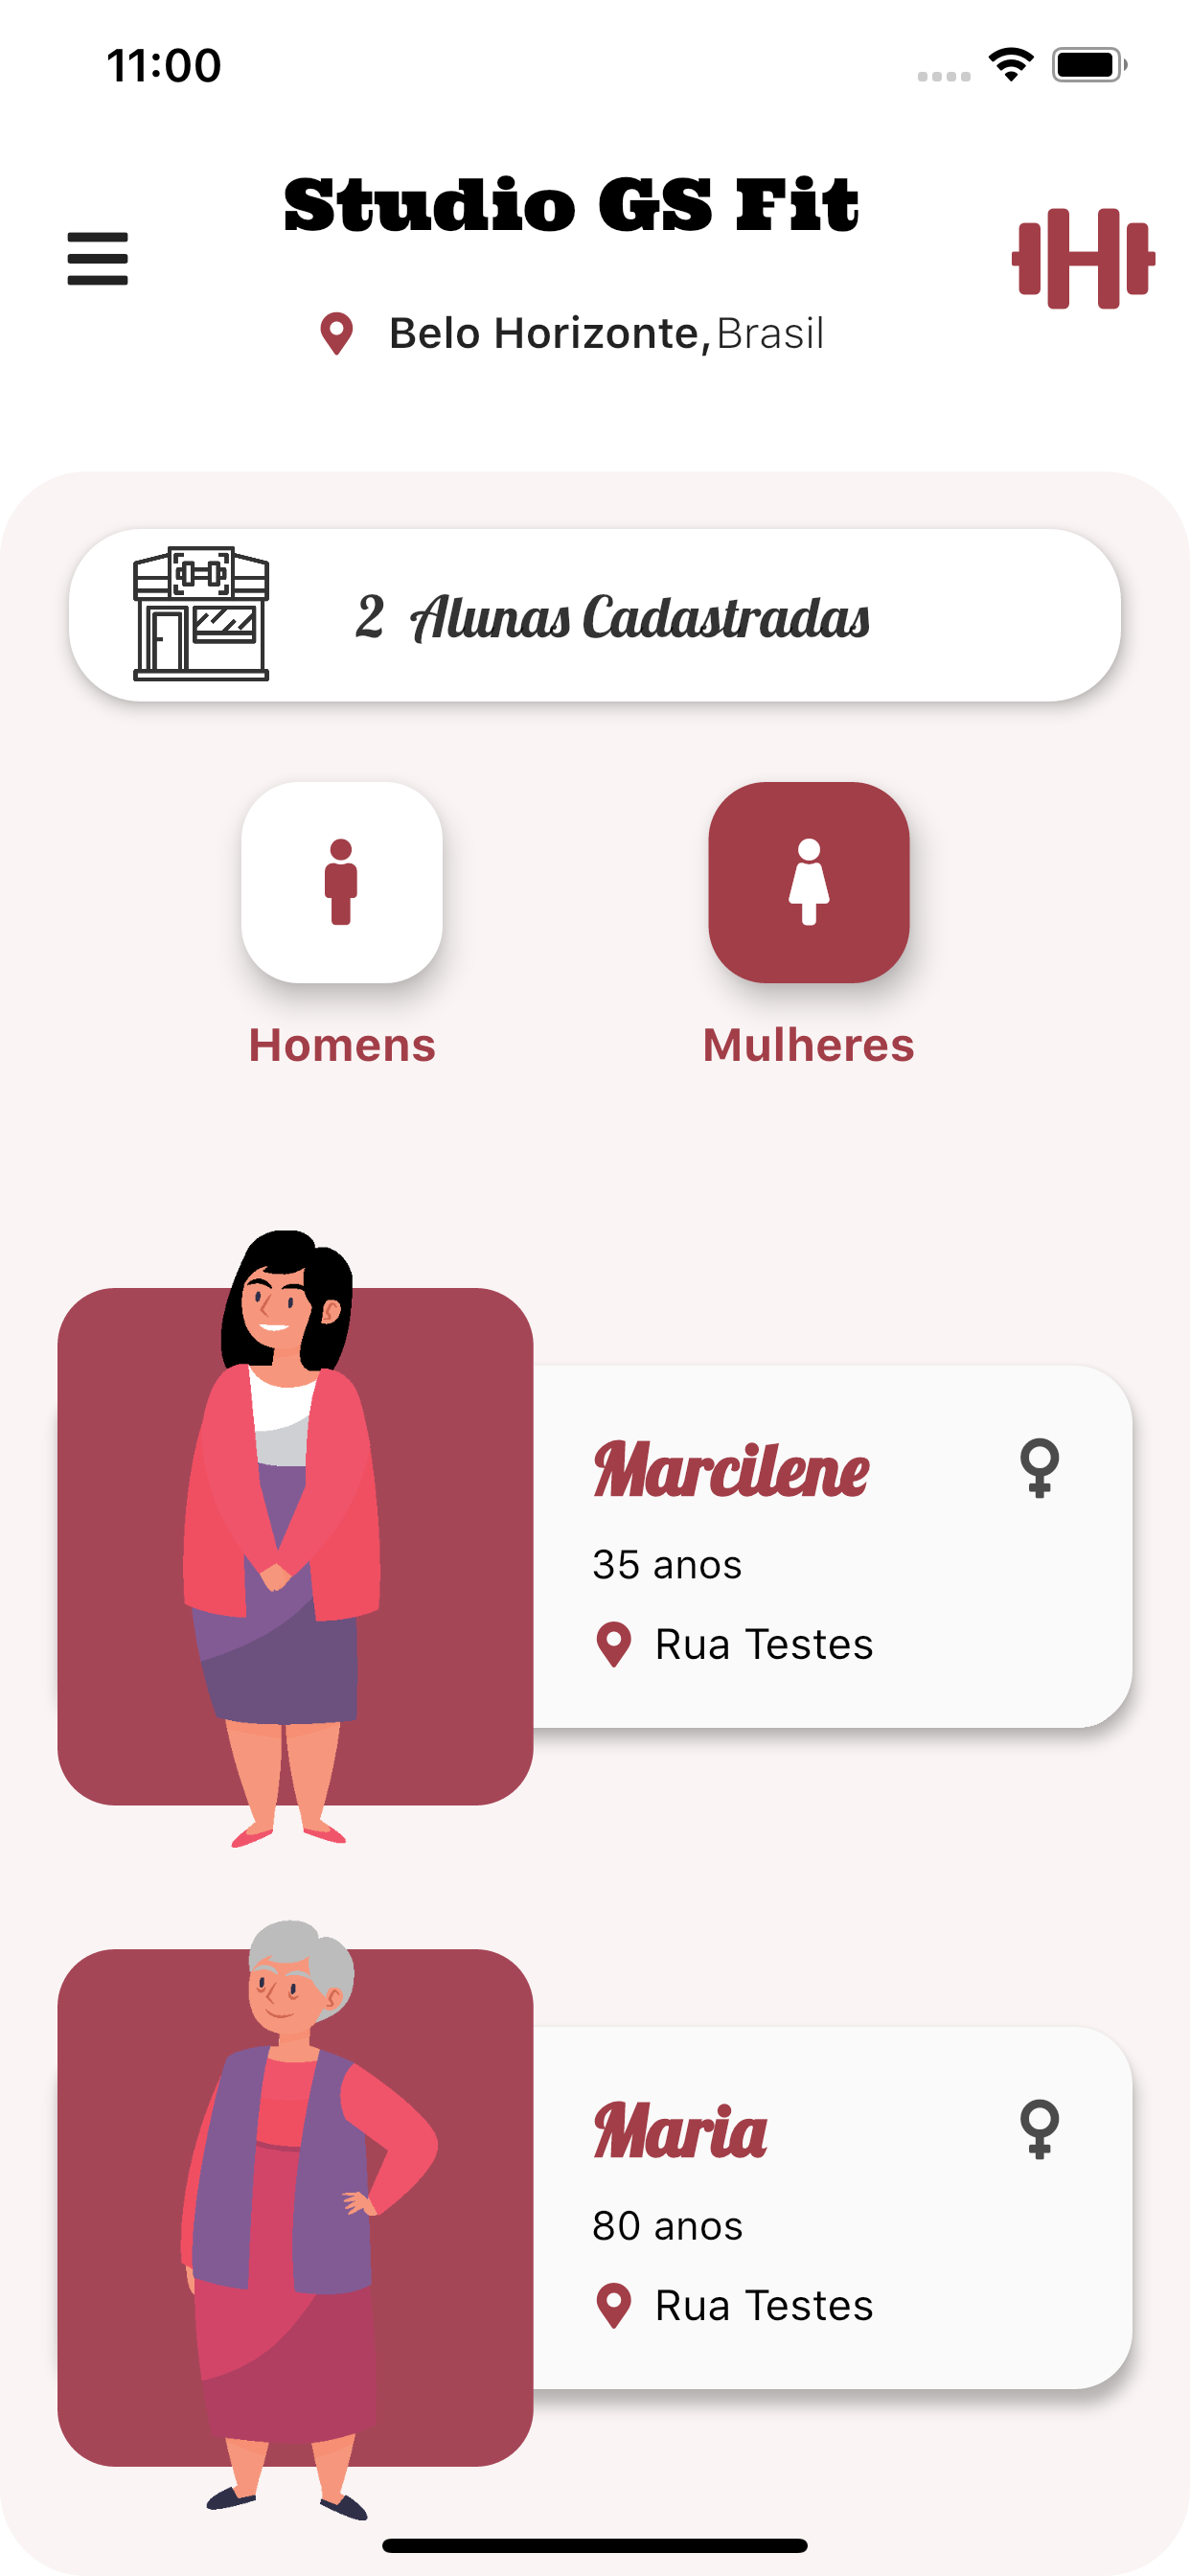 11:00
Studio GS Fit
Belo Horizonte, Brasil
2 Alunas Cadastradas
Homens
Mulheres
Marcilene
35 anos
Rua Testes
Maria
80 anos
Rua Testes